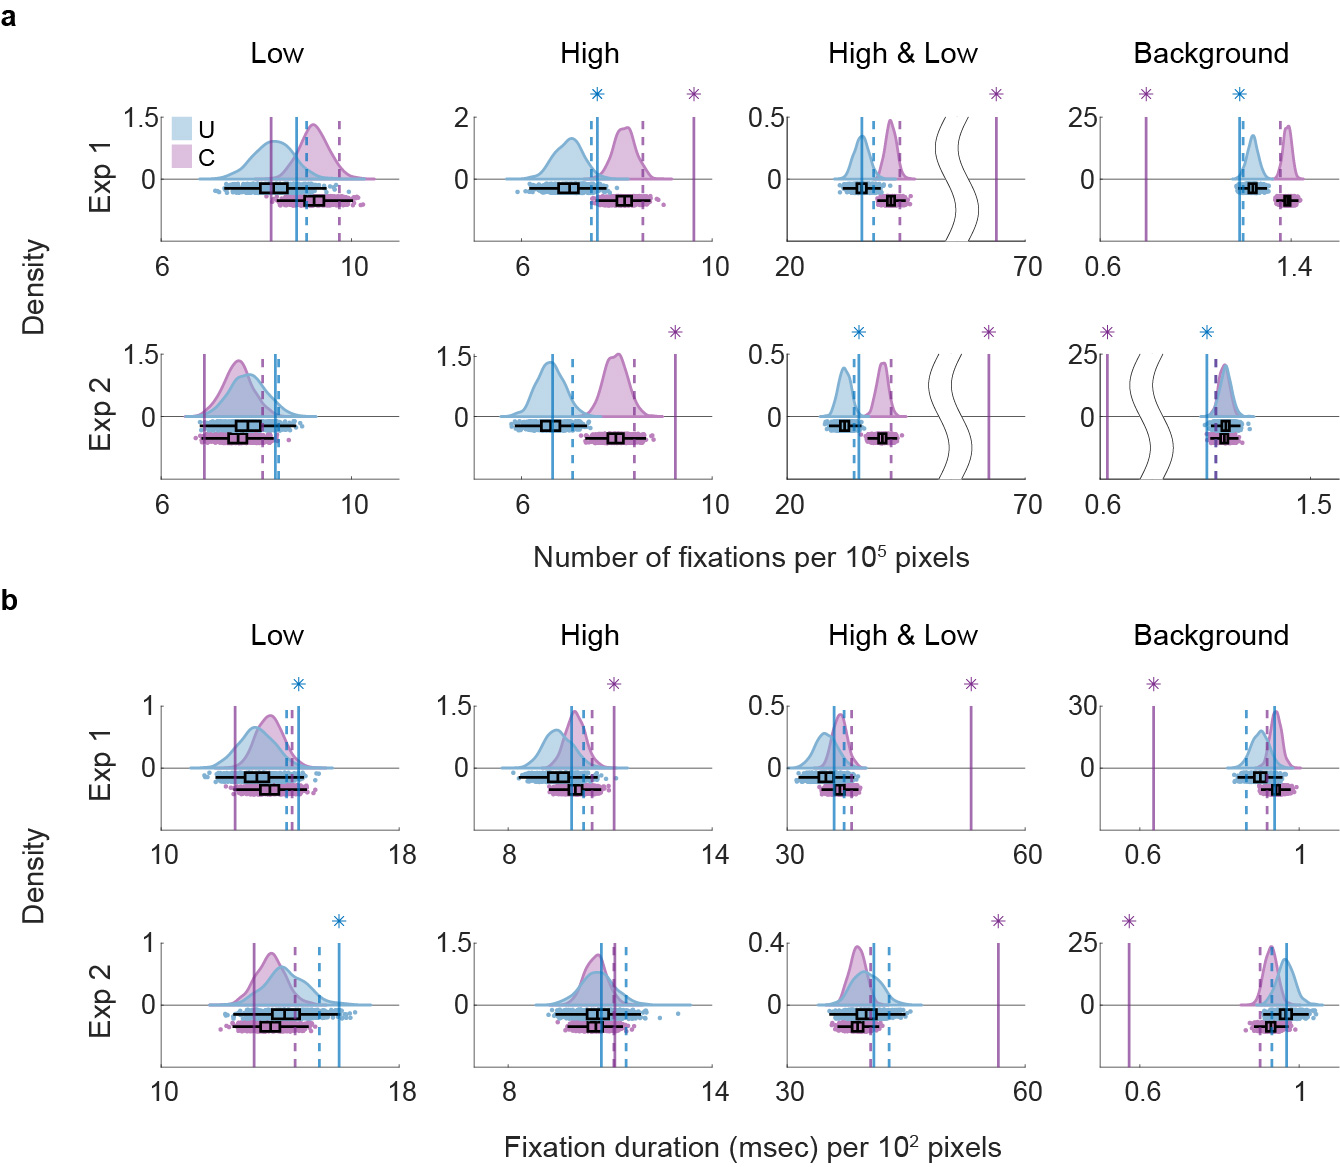 a
Low High High & Low Background
Exp 1
1.5 0 U C 6 10
2 0 6 10
0.5 0 20 70
25 0 0.6 1.4
Density
Exp 2
1.5 0 6 10
1.5 0 6 10
0.5 0 20 70
25 0 0.6 1.5
Number of fixations per 10⁵ pixels
b
Low High High & Low Background
Exp 1
1 0 10 18
1.5 0 8 14
0.5 0 30 60
30 0 0.6 1
Density
Exp 2
1 0 10 18
1.5 0 8 14
0.4 0 30 60
25 0 0.6 1
Fixation duration (msec) per 10² pixels